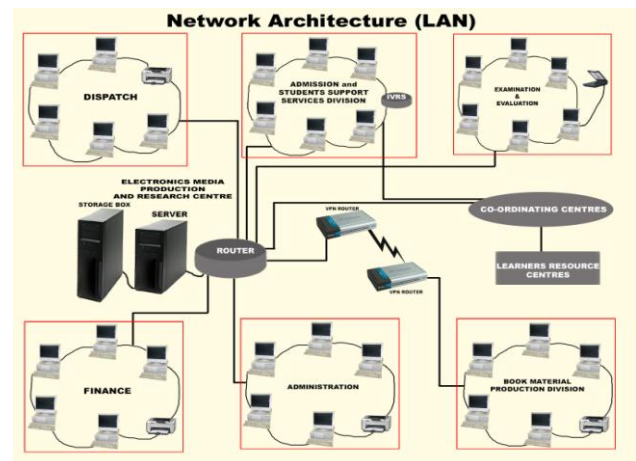 Network Architecture (LAN)
DISPATCH
ADMISSION and
STUDENTS SUPPORT
SERVICES DIVISION
IVRS
EXAMINATION
&
EVALUATION
ELECTRONICS MEDIA
PRODUCTION
AND RESEARCH CENTRE
STORAGE BOX
SERVER
ROUTER
VPN ROUTER
VPN ROUTER
CO-ORDINATING CENTRES
LEARNERS RESOURCE
CENTRES
FINANCE
ADMINISTRATION
BOOK MATERIAL
PRODUCTION DIVISION